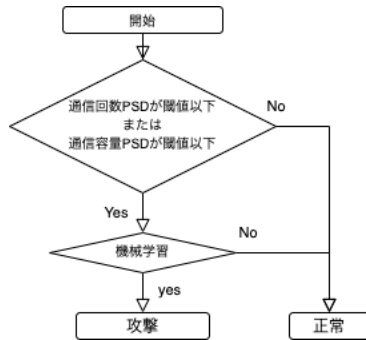 開始
通信回数PSDが閾値以下
または
通信容量PSDが閾値以下
No
Yes
機械学習
No
yes
攻撃
正常